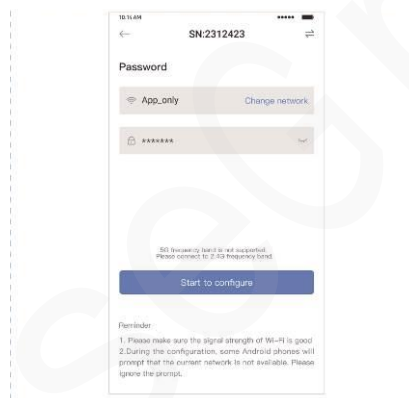 10:14 AM
SN:2312423
Password
App_only Change network
*******
5G frequency band is not supported.
Please connect to 2.4G frequency band
Start to configure
Reminder
1. Please make sure the signal strength of Wi-Fi is good
2.During the configuration, some Android phones will
prompt that the current network is not available. Please
ignore the prompt.